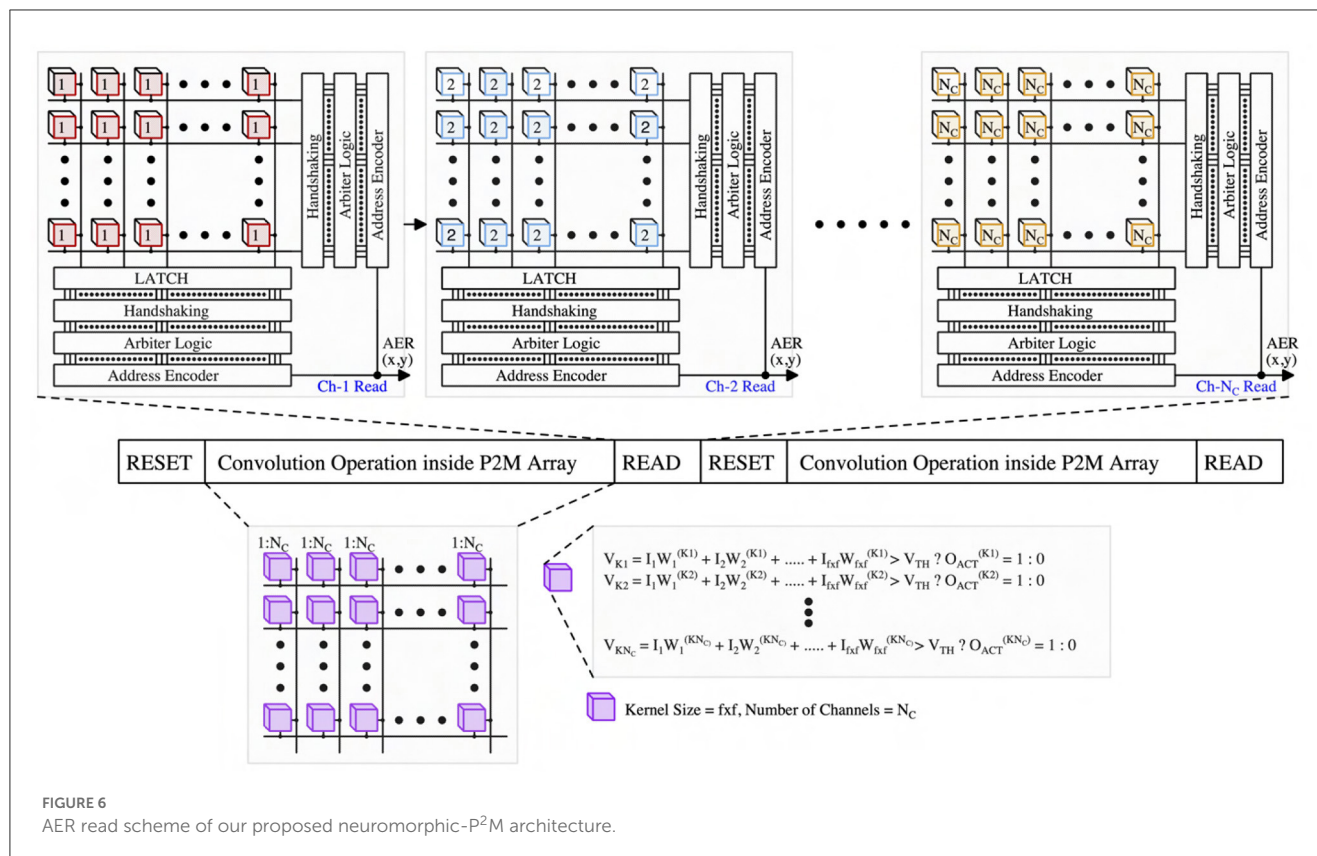 1 1 1 1
1 1 1 1
1 1 1 1
Handshaking
Arbiter Logic
Address Encoder
LATCH
Handshaking
Arbiter Logic
Address Encoder
AER
(x,y)
Ch-1 Read
2 2 2 2
2 2 2 2
2 2 2 2
Handshaking
Arbiter Logic
Address Encoder
LATCH
Handshaking
Arbiter Logic
Address Encoder
AER
(x,y)
Ch-2 Read
N_C N_C N_C N_C
N_C N_C N_C N_C
N_C N_C N_C N_C
Handshaking
Arbiter Logic
Address Encoder
LATCH
Handshaking
Arbiter Logic
Address Encoder
AER
(x,y)
Ch-N_C Read
RESET Convolution Operation inside P2M Array READ RESET Convolution Operation inside P2M Array READ
1:N_C 1:N_C 1:N_C 1:N_C
V_K1 = I_1W_1^(K1) + I_2W_2^(K1) + ..... + I_fxfW_fxf^(K1) > V_TH ? O_ACT^(K1) = 1 : 0
V_K2 = I_1W_1^(K2) + I_2W_2^(K2) + ..... + I_fxfW_fxf^(K2) > V_TH ? O_ACT^(K2) = 1 : 0
V_KN_C = I_1W_1^(KN_C) + I_2W_2^(KN_C) + ..... + I_fxfW_fxf^(KN_C) > V_TH ? O_ACT^(KN_C) = 1 : 0
Kernel Size = fxf, Number of Channels = N_C
FIGURE 6
AER read scheme of our proposed neuromorphic-P²M architecture.